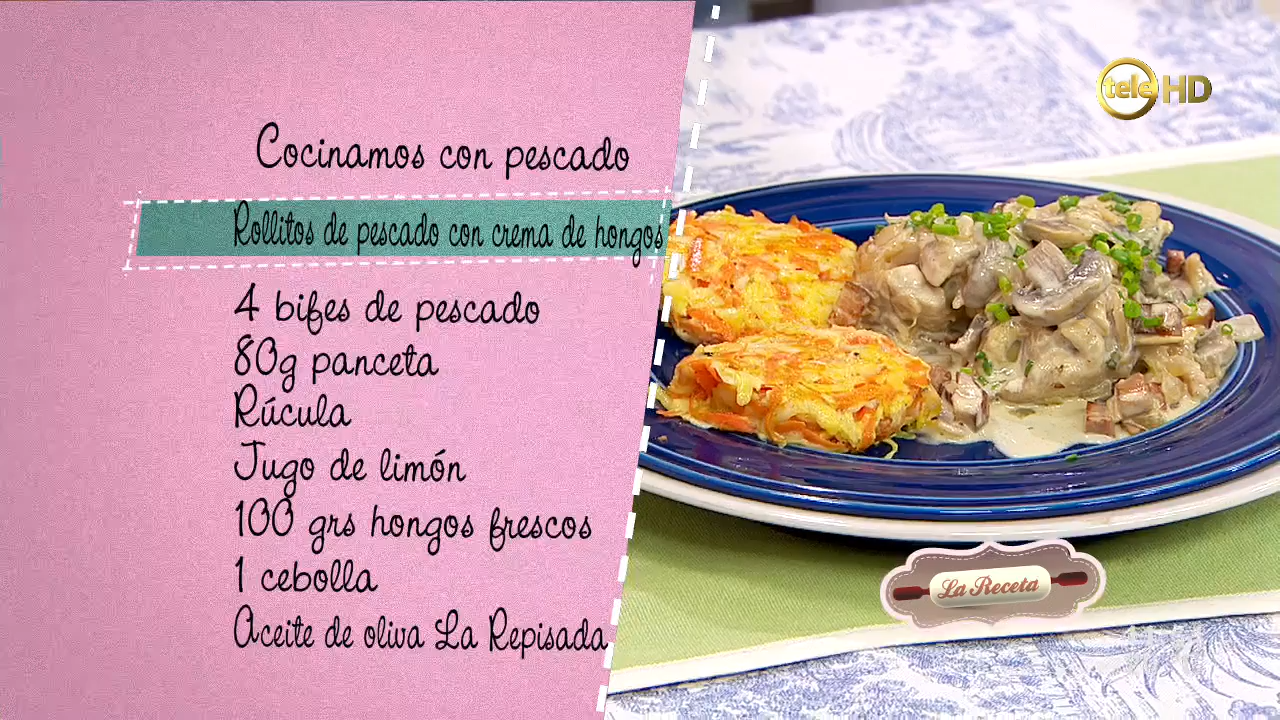 Cocinamos con pescado
Rollitos de pescado con crema de hongos
4 bifes de pescado
80g panceta
Rúcula
Jugo de limón
100 grs hongos frescos
1 cebolla
Aceite de oliva La Repisada
tele HD
La Receta